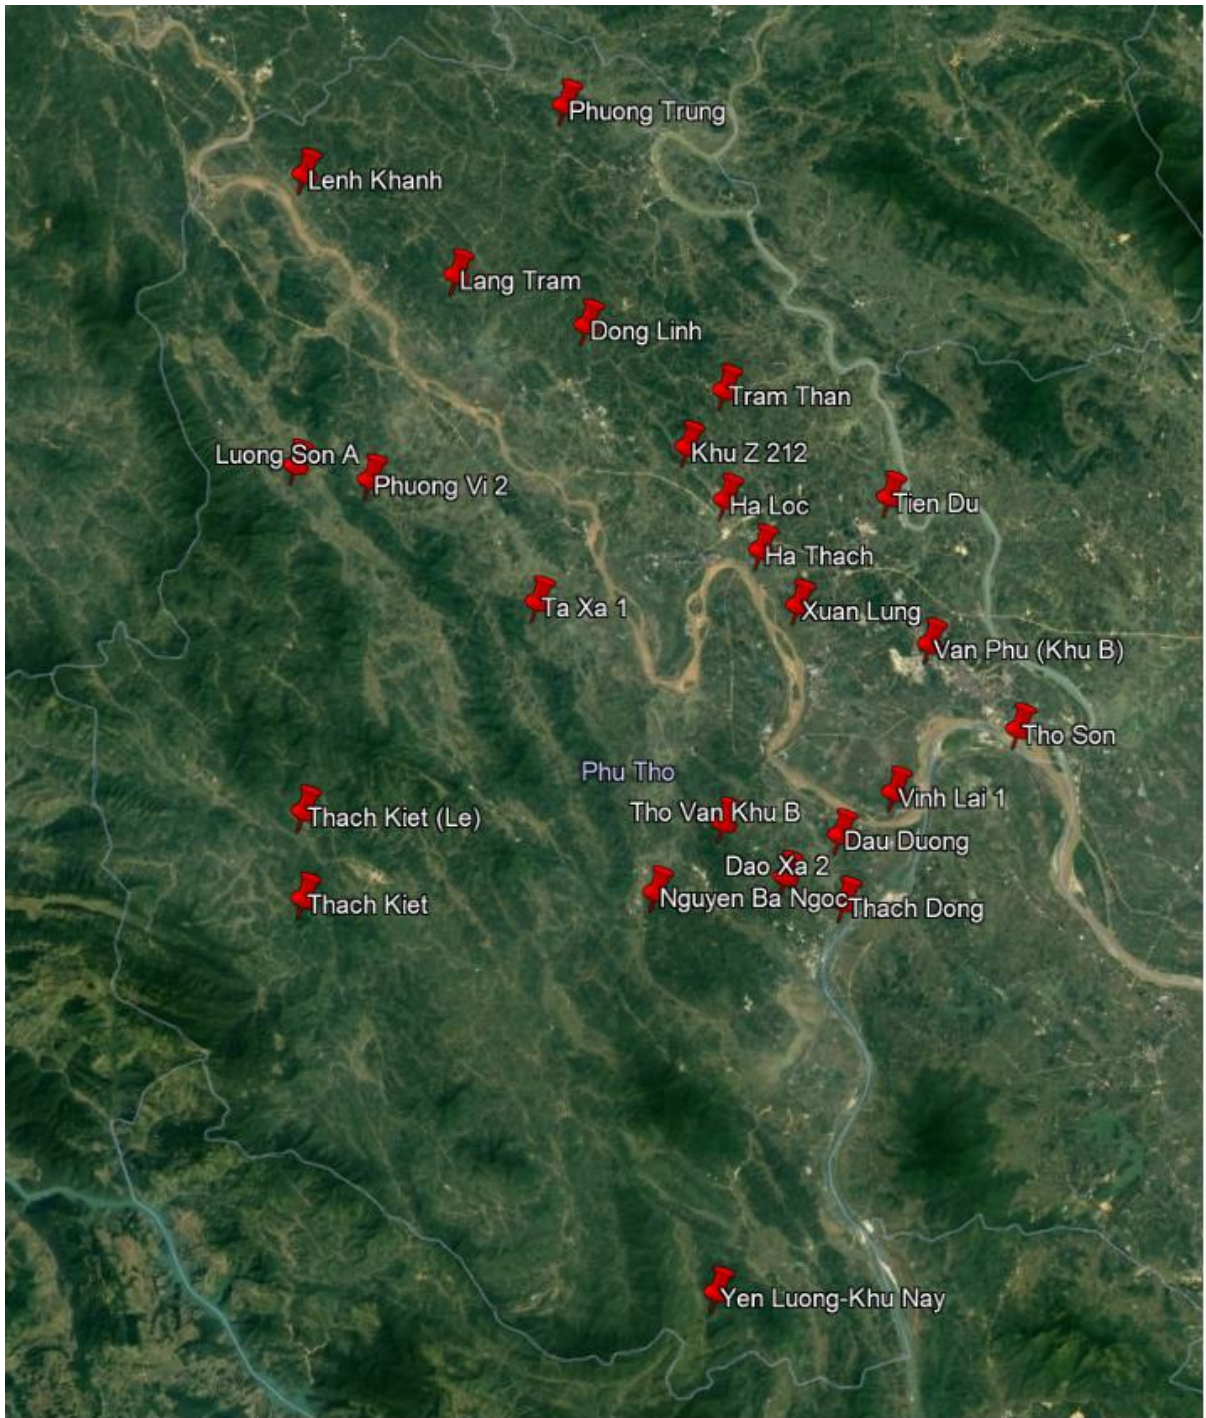 Phuong Trung
Lenh Khanh
Lang Tram
Dong Linh
Tram Than
Khu Z 212
Luong Son A
Phuong Vi 2
Ha Loc
Tien Du
Ha Thach
Ta Xa 1
Xuan Lung
Van Phu (Khu B)
Tho Son
Phu Tho
Vinh Lai 1
Thach Kiet (Le)
Tho Van Khu B
Dau Duong
Dao Xa 2
Nguyen Ba Ngoc
Thach Kiet
Thach Dong
Yen Luong-Khu Nay